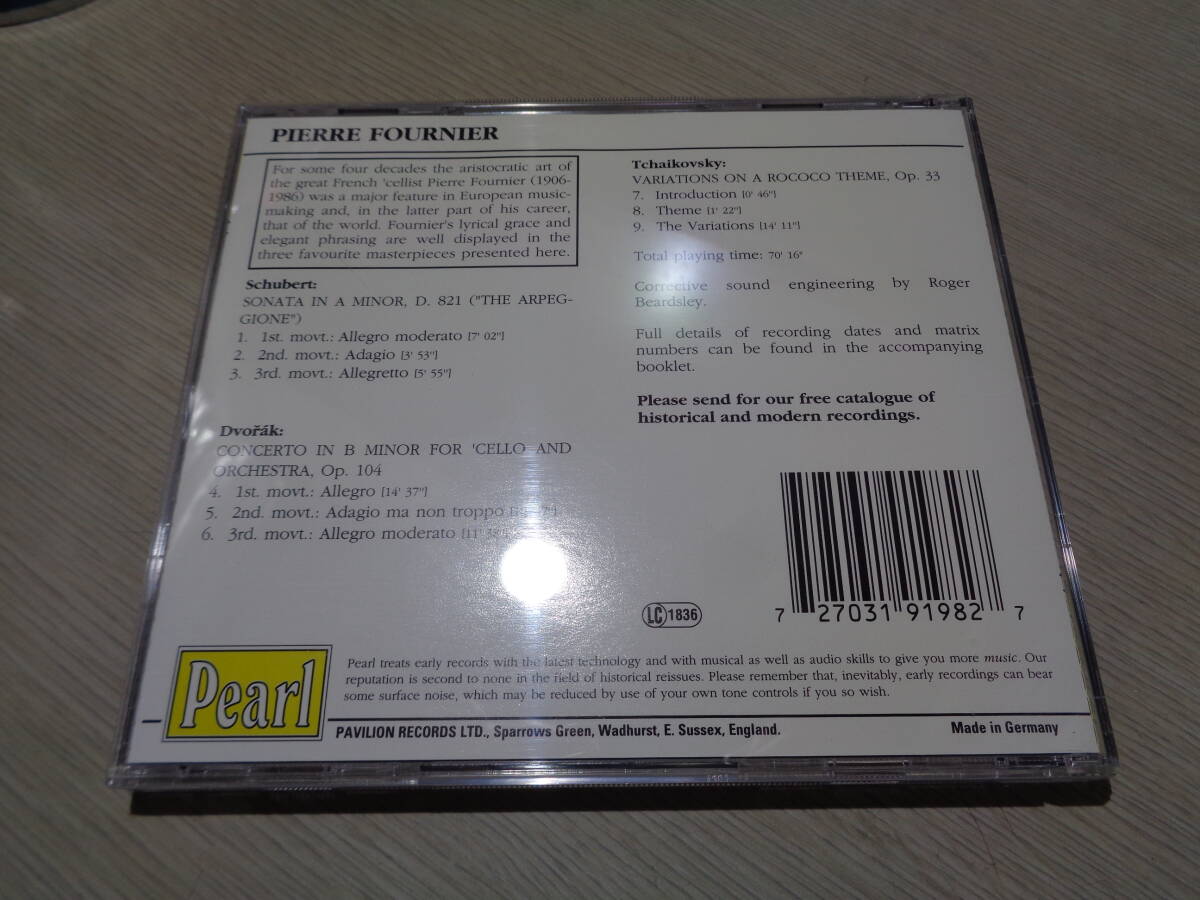 PIERRE FOURNIER
For some four decades the aristocratic art of
the great French 'cellist Pierre Fournier (1906-
1986) was a major feature in European music-
making and, in the latter part of his career,
that of the world. Fournier's lyrical grace and
elegant phrasing are well displayed in the
three favourite masterpieces presented here.
Schubert:
SONATA IN A MINOR, D. 821 ("THE ARPEG-
GIONE")
1. 1st. movt.: Allegro moderato [7' 02"]
2. 2nd. movt.: Adagio [3' 53"]
3. 3rd. movt.: Allegretto [5' 55"]
Dvořák:
CONCERTO IN B MINOR FOR 'CELLO AND
ORCHESTRA, Op. 104
4. 1st. movt.: Allegro [14' 37"]
5. 2nd. movt.: Adagio ma non troppo
6. 3rd. movt.: Allegro moderato
Tchaikovsky:
VARIATIONS ON A ROCOCO THEME, Op. 33
7. Introduction [0' 46"]
8. Theme [1' 22"]
9. The Variations [14' 11"]
Total playing time: 70' 16"
Corrective sound engineering by Roger
Beardsley.
Full details of recording dates and matrix
numbers can be found in the accompanying
booklet.
Please send for our free catalogue of
historical and modern recordings.
LC 1836
7 27031 91982 7
Pearl
Pearl treats early records with the latest technology and with musical as well as audio skills to give you more music. Our
reputation is second to none in the field of historical reissues. Please remember that, inevitably, early recordings can bear
some surface noise, which may be reduced by use of your own tone controls if you so wish.
PAVILION RECORDS LTD., Sparrows Green, Wadhurst, E. Sussex, England.
Made in Germany